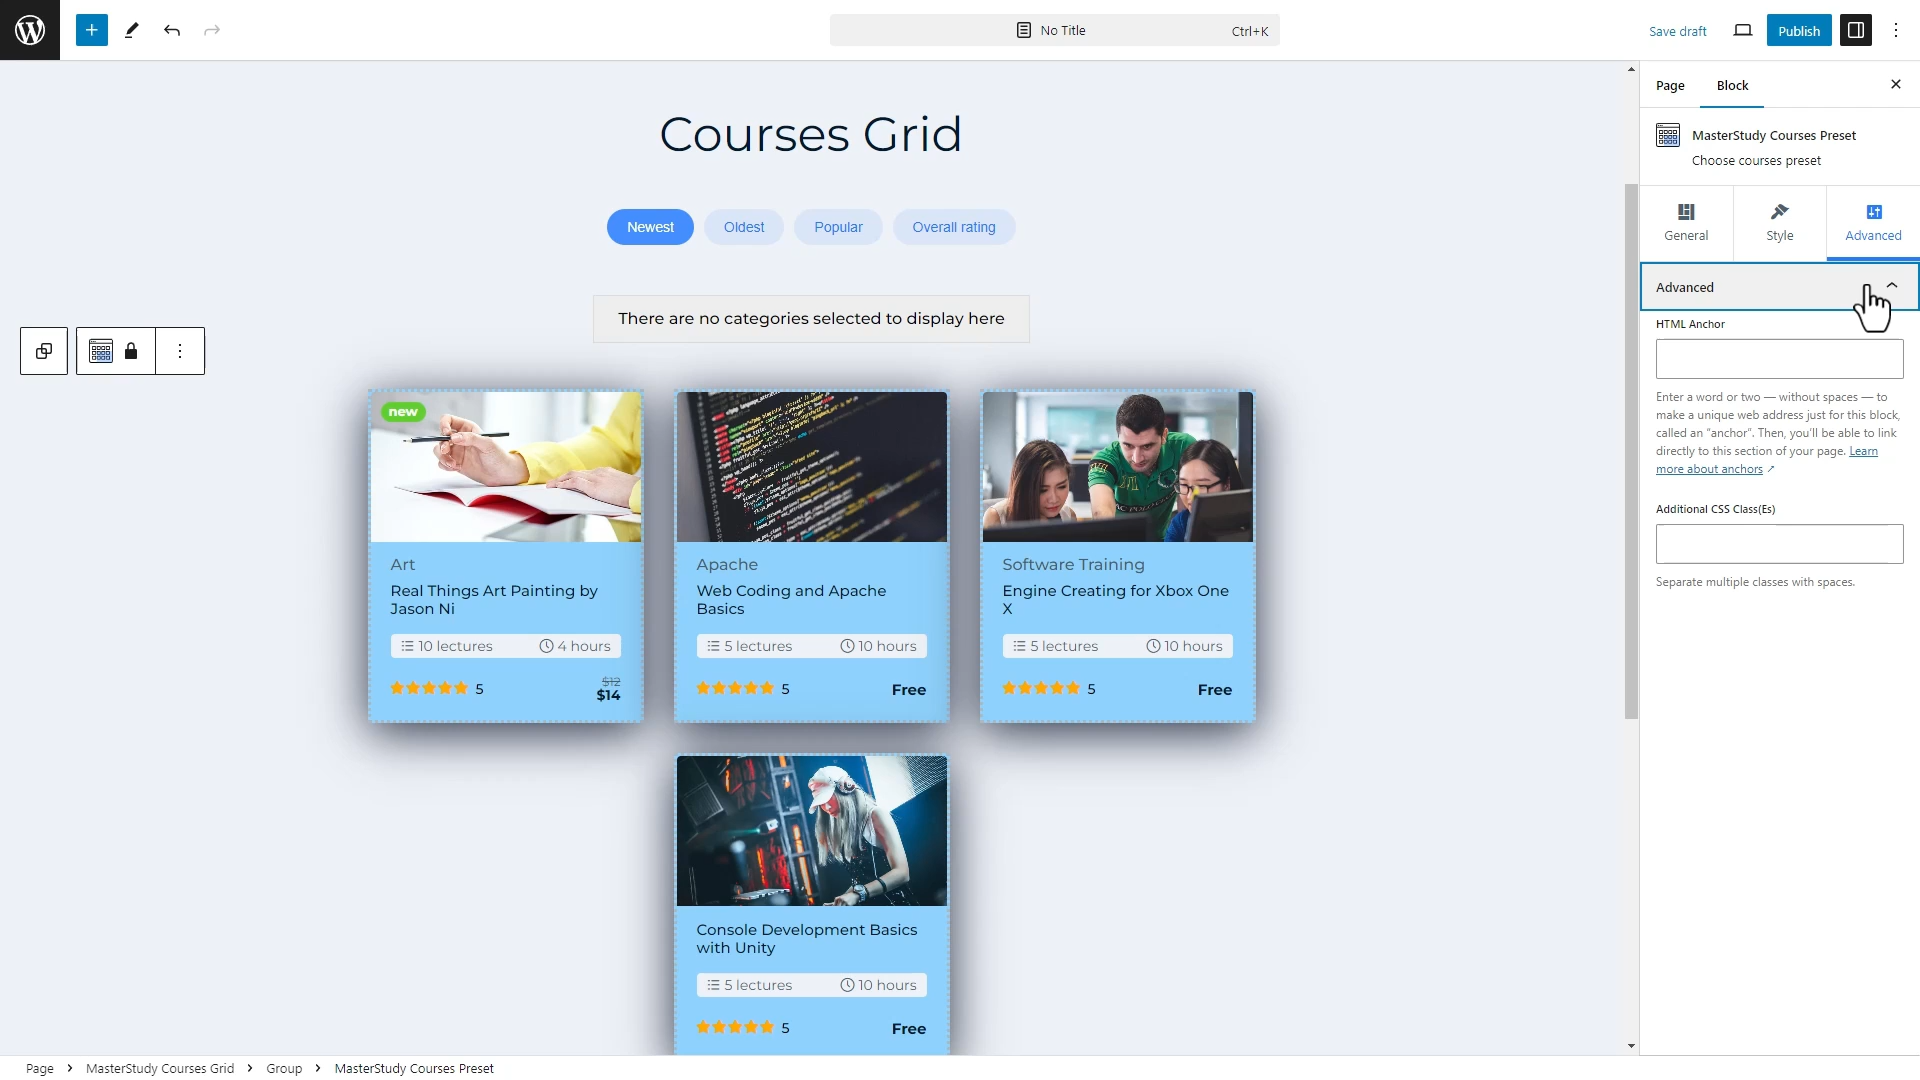 No Title
Ctrl+K
Save draft
Publish
Courses Grid
Newest
Oldest
Popular
Overall rating
There are no categories selected to display here
new
Art
Real Things Art Painting by
Jason Ni
10 lectures
4 hours
5
$12
$14
Apache
Web Coding and Apache
Basics
5 lectures
10 hours
5
Free
Software Training
Engine Creating for Xbox One
X
5 lectures
10 hours
5
Free
Console Development Basics
with Unity
5 lectures
10 hours
5
Free
Page
Block
MasterStudy Courses Preset
Choose courses preset
General
Style
Advanced
Advanced
HTML Anchor
Enter a word or two — without spaces — to
make a unique web address just for this block,
called an "anchor". Then, you'll be able to link
directly to this section of your page. Learn
more about anchors ↗
Additional CSS Class(Es)
Separate multiple classes with spaces.
Page > MasterStudy Courses Grid > Group > MasterStudy Courses Preset